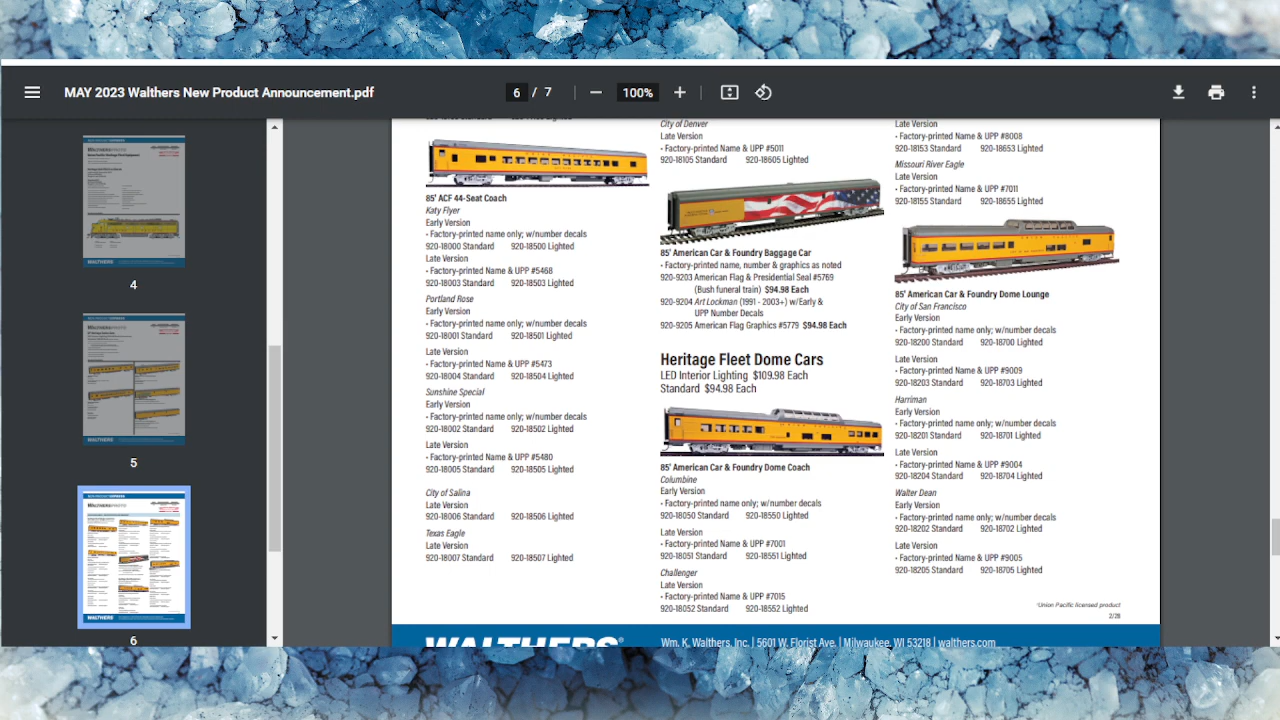 MAY 2023 Walthers New Product Announcement.pdf
6 / 7
100%
4
5
6
85' ACF 44-Seat Coach
Katy Flyer
Early Version
• Factory-printed name only; w/number decals
920-18000 Standard 920-18500 Lighted
Late Version
• Factory-printed Name & UPP #5468
920-18003 Standard 920-18503 Lighted
Portland Rose
Early Version
• Factory-printed name only; w/number decals
920-18001 Standard 920-18501 Lighted
Late Version
• Factory-printed Name & UPP #5473
920-18004 Standard 920-18504 Lighted
Sunshine Special
Early Version
• Factory-printed name only; w/number decals
920-18002 Standard 920-18502 Lighted
Late Version
• Factory-printed Name & UPP #5480
920-18005 Standard 920-18505 Lighted
City of Salina
Late Version
920-18006 Standard 920-18506 Lighted
Texas Eagle
Late Version
920-18007 Standard 920-18507 Lighted
City of Denver
Late Version
• Factory-printed Name & UPP #5011
920-18105 Standard 920-18605 Lighted
85' American Car & Foundry Baggage Car
• Factory-printed name, number & graphics as noted
920-9203 American Flag & Presidential Seal #5769
(Bush funeral train) $94.98 Each
920-9204 Art Lockman (1991 - 2003+) w/Early &
UPP Number Decals
920-9205 American Flag Graphics #5779 $94.98 Each
Heritage Fleet Dome Cars
LED Interior Lighting $109.98 Each
Standard $94.98 Each
85' American Car & Foundry Dome Coach
Columbine
Early Version
• Factory-printed name only; w/number decals
920-18050 Standard 920-18550 Lighted
Late Version
• Factory-printed Name & UPP #7001
920-18051 Standard 920-18551 Lighted
Challenger
Late Version
• Factory-printed Name & UPP #7015
920-18052 Standard 920-18552 Lighted
Late Version
• Factory-printed Name & UPP #8008
920-18153 Standard 920-18653 Lighted
Missouri River Eagle
Late Version
• Factory-printed Name & UPP #7011
920-18155 Standard 920-18655 Lighted
85' American Car & Foundry Dome Lounge
City of San Francisco
Early Version
• Factory-printed name only; w/number decals
920-18200 Standard 920-18700 Lighted
Late Version
• Factory-printed Name & UPP #9009
920-18203 Standard 920-18703 Lighted
Harriman
Early Version
• Factory-printed name only; w/number decals
920-18201 Standard 920-18701 Lighted
Late Version
• Factory-printed Name & UPP #9004
920-18204 Standard 920-18704 Lighted
Walter Dean
Early Version
• Factory-printed name only; w/number decals
920-18202 Standard 920-18702 Lighted
Late Version
• Factory-printed Name & UPP #9005
920-18205 Standard 920-18705 Lighted
*Union Pacific licensed product
2/28
WALTHERS®
Wm. K. Walthers, Inc. | 5601 W. Florist Ave. | Milwaukee, WI 53218 | walthers.com